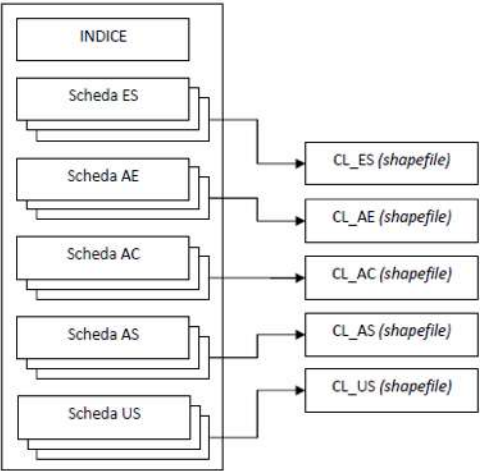 INDICE
Scheda ES
CL_ES (shapefile)
Scheda AE
CL_AE (shapefile)
Scheda AC
CL_AC (shapefile)
Scheda AS
CL_AS (shapefile)
Scheda US
CL_US (shapefile)